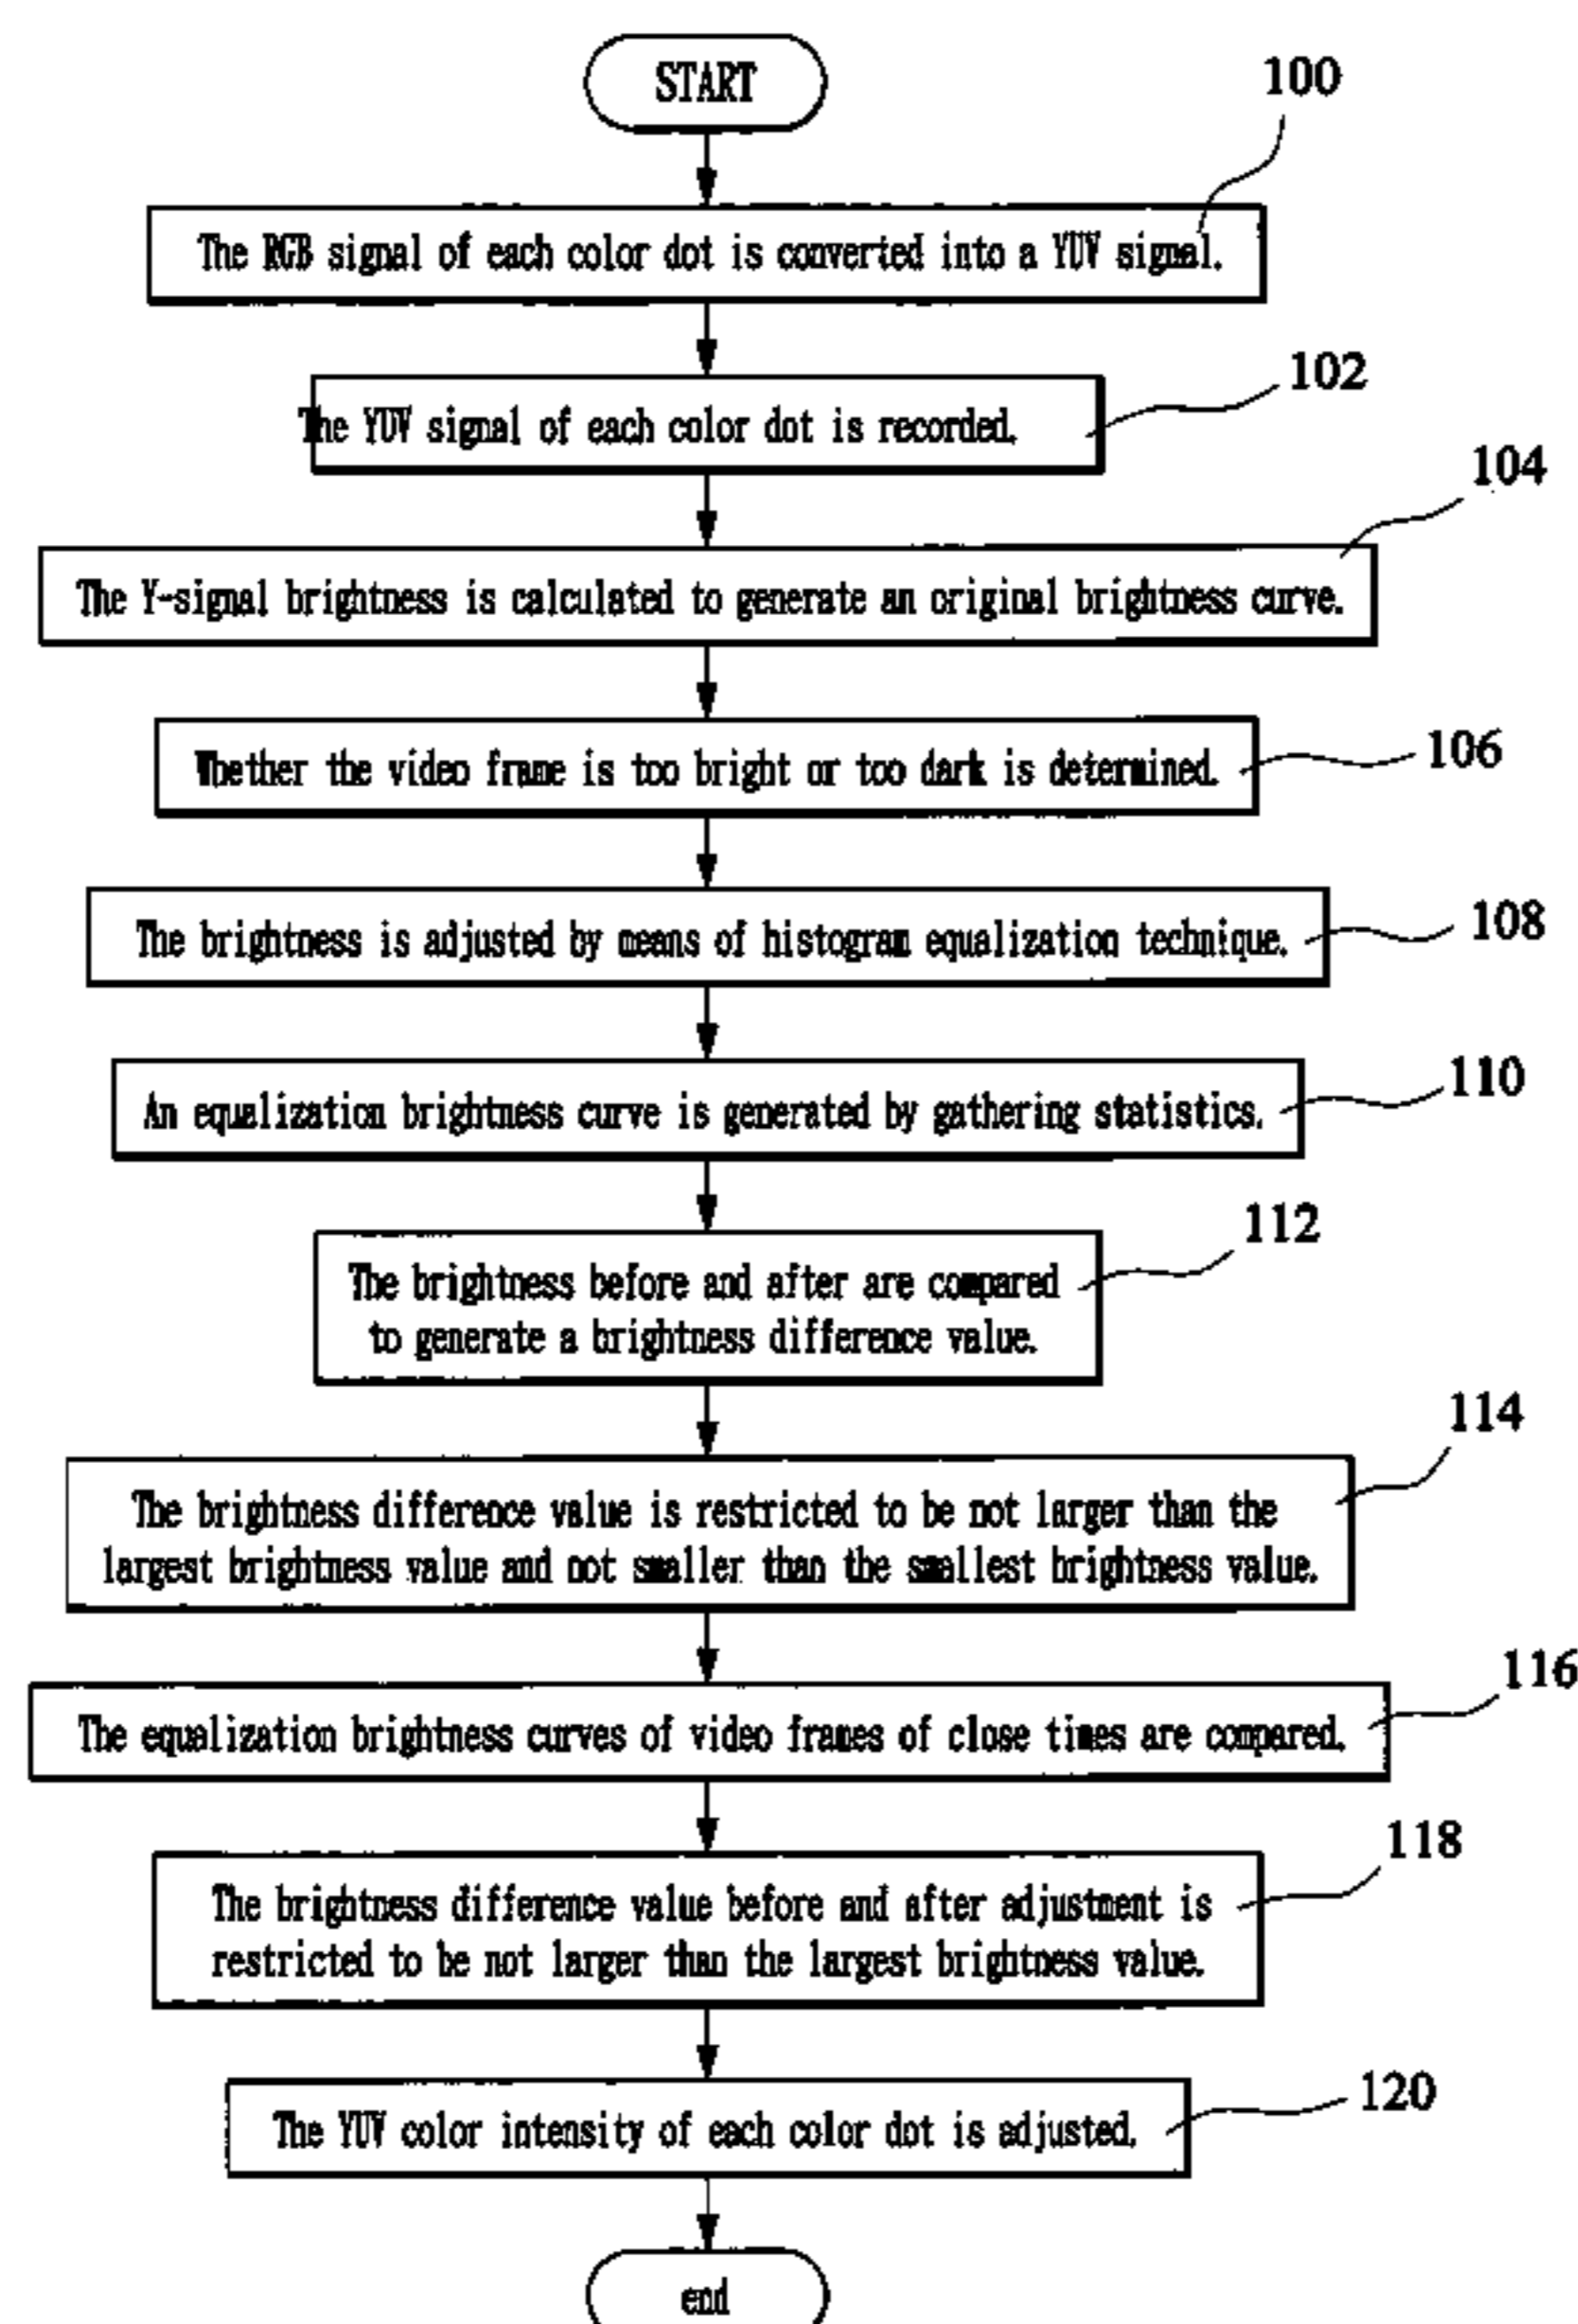 START
100
The RGB signal of each color dot is converted into a YUV signal.
102
The YUV signal of each color dot is recorded.
104
The Y-signal brightness is calculated to generate an original brightness curve.
Whether the video frame is too bright or too dark is determined.
106
The brightness is adjusted by means of histogram equalization technique.
108
An equalization brightness curve is generated by gathering statistics.
110
112
The brightness before and after are compared
to generate a brightness difference value.
114
The brightness difference value is restricted to be not larger than the
largest brightness value and not smaller than the smallest brightness value.
116
The equalization brightness curves of video frames of close times are compared.
118
The brightness difference value before and after adjustment is
restricted to be not larger than the largest brightness value.
120
The YUV color intensity of each color dot is adjusted.
end